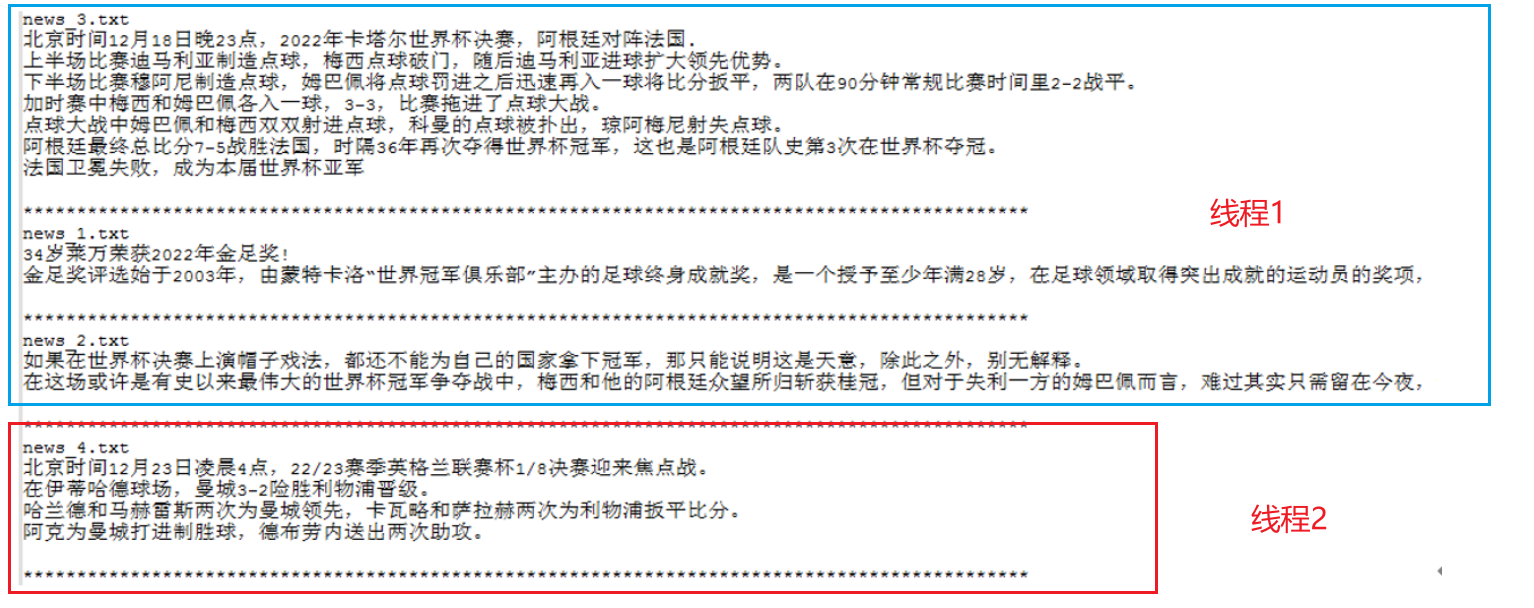 news_3.txt
北京时间12月18日晚23点，2022年卡塔尔世界杯决赛，阿根廷对阵法国.
上半场比赛迪马利亚制造点球，梅西点球破门，随后迪马利亚进球扩大领先优势。
下半场比赛穆阿尼制造点球，姆巴佩将点球罚进之后迅速再入一球将比分扳平，两队在90分钟常规比赛时间里2-2战平。
加时赛中梅西和姆巴佩各入一球，3-3，比赛拖进了点球大战。
点球大战中姆巴佩和梅西双双射进点球，科曼的点球被扑出，琼阿梅尼射失点球。
阿根廷最终总比分7-5战胜法国，时隔36年再次夺得世界杯冠军，这也是阿根廷队史第3次在世界杯夺冠。
法国卫冕失败，成为本届世界杯亚军
**********************************************************************************************
线程1
news_1.txt
34岁莱万荣获2022年金足奖!
金足奖评选始于2003年，由蒙特卡洛“世界冠军俱乐部”主办的足球终身成就奖，是一个授予至少年满28岁，在足球领域取得突出成就的运动员的奖项，
**********************************************************************************************
news_2.txt
如果在世界杯决赛上演帽子戏法，都还不能为自己的国家拿下冠军，那只能说明这是天意，除此之外，别无解释。
在这场或许是有史以来最伟大的世界杯冠军争夺战中，梅西和他的阿根廷众望所归斩获桂冠，但对于失利一方的姆巴佩而言，难过其实只需留在今夜，
**********************************************************************************************
news_4.txt
北京时间12月23日凌晨4点，22/23赛季英格兰联赛杯1/8决赛迎来焦点战。
在伊蒂哈德球场，曼城3-2险胜利物浦晋级。
哈兰德和马赫雷斯两次为曼城领先，卡瓦略和萨拉赫两次为利物浦扳平比分。
阿克为曼城打进制胜球，德布劳内送出两次助攻。
线程2
**********************************************************************************************